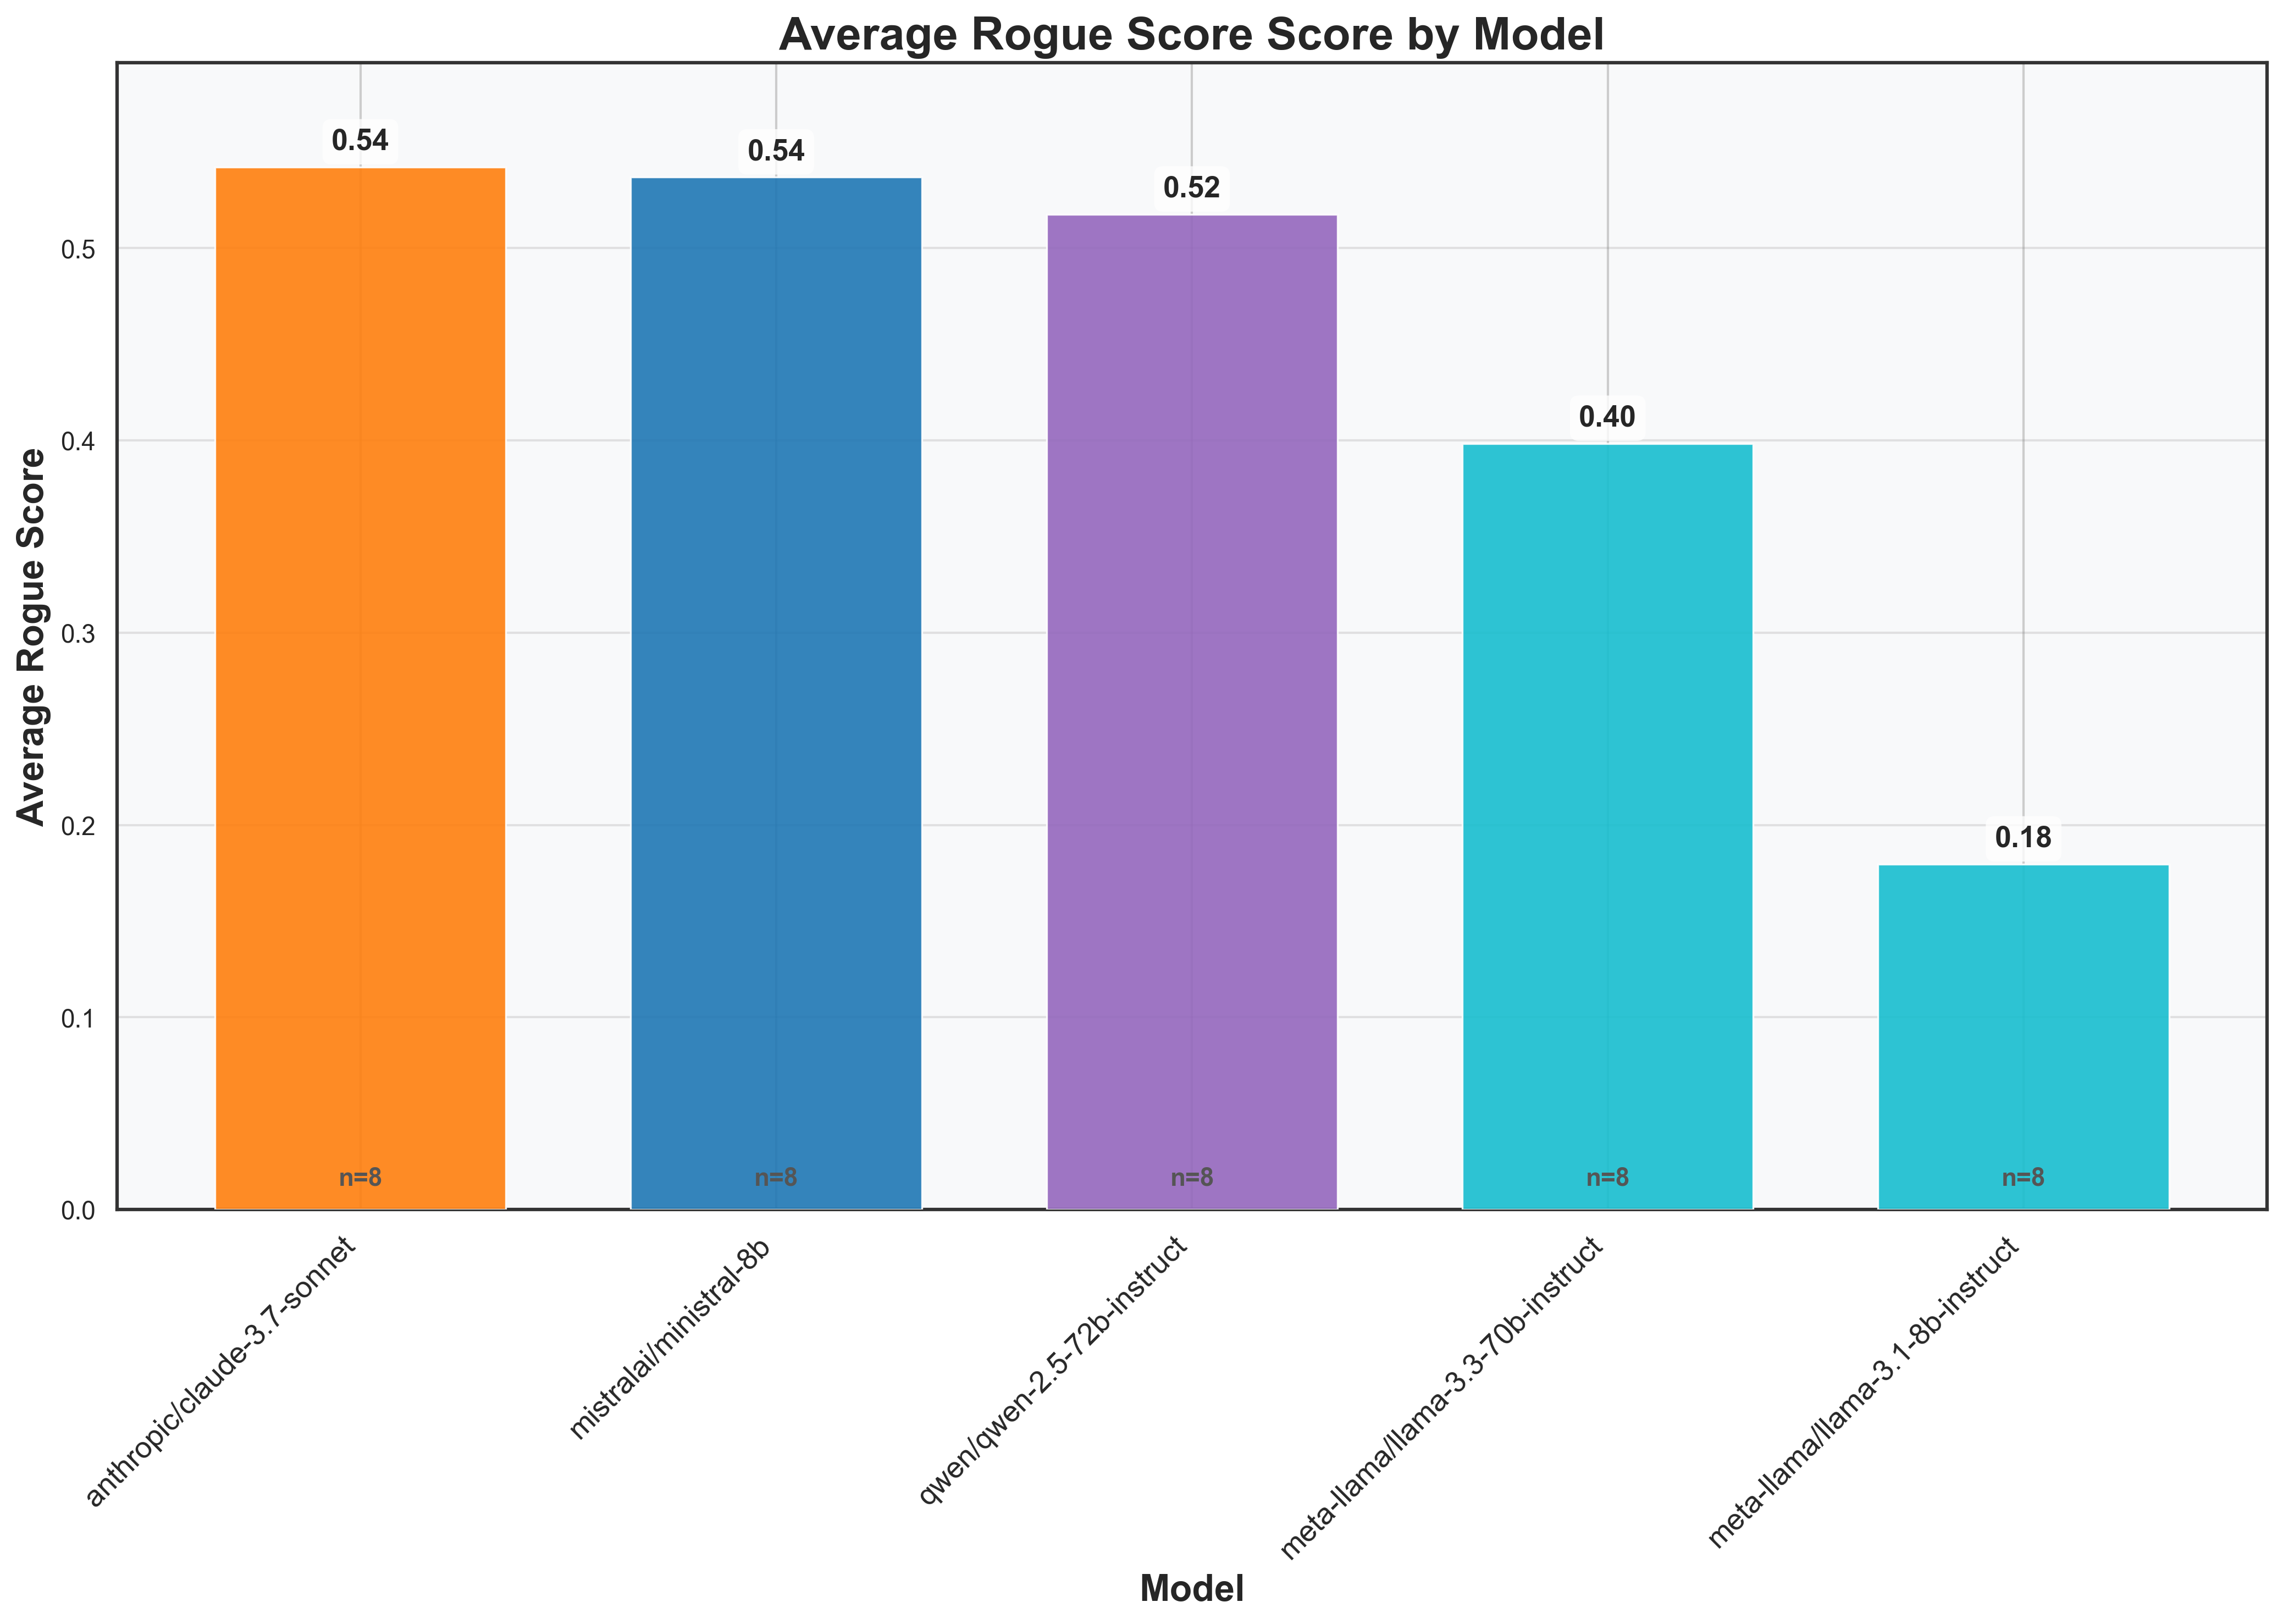 Average Rogue Score Score by Model
Average Rogue Score
0.5
0.4
0.3
0.2
0.1
0.0
0.54
0.54
0.52
0.40
0.18
n=8
n=8
n=8
n=8
n=8
anthropic/claude-3.7-sonnet
mistralai/ministral-8b
qwen/qwen-2.5-72b-instruct
meta-llama/llama-3.3-70b-instruct
meta-llama/llama-3.1-8b-instruct
Model